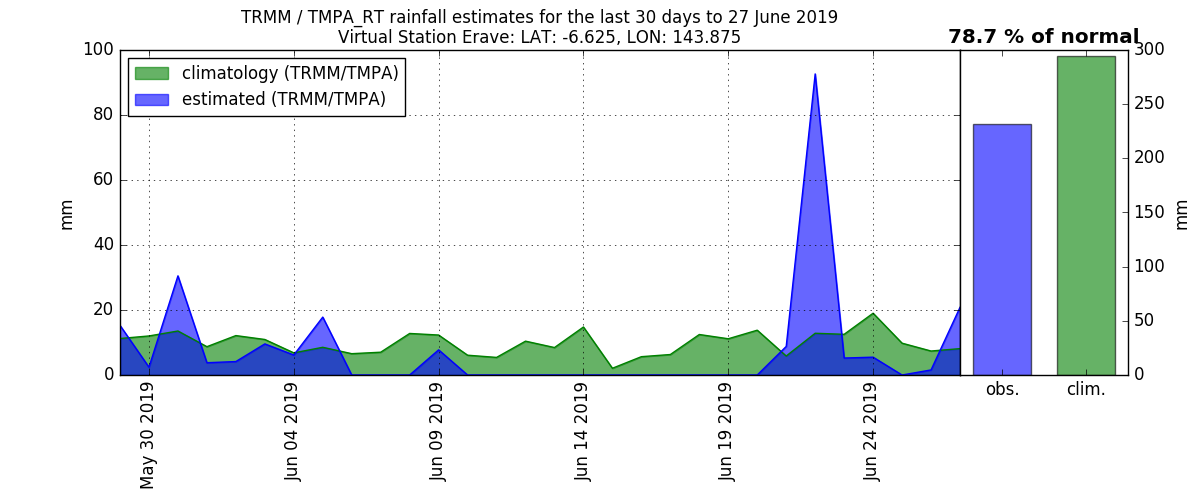 TRMM / TMPA_RT rainfall estimates for the last 30 days to 27 June 2019
Virtual Station Erave: LAT: -6.625, LON: 143.875
78.7 % of normal
climatology (TRMM/TMPA)
estimated (TRMM/TMPA)
mm
100
80
60
40
20
0
May 30 2019
Jun 04 2019
Jun 09 2019
Jun 14 2019
Jun 19 2019
Jun 24 2019
obs.
clim.
300
250
200
150
100
50
0
mm